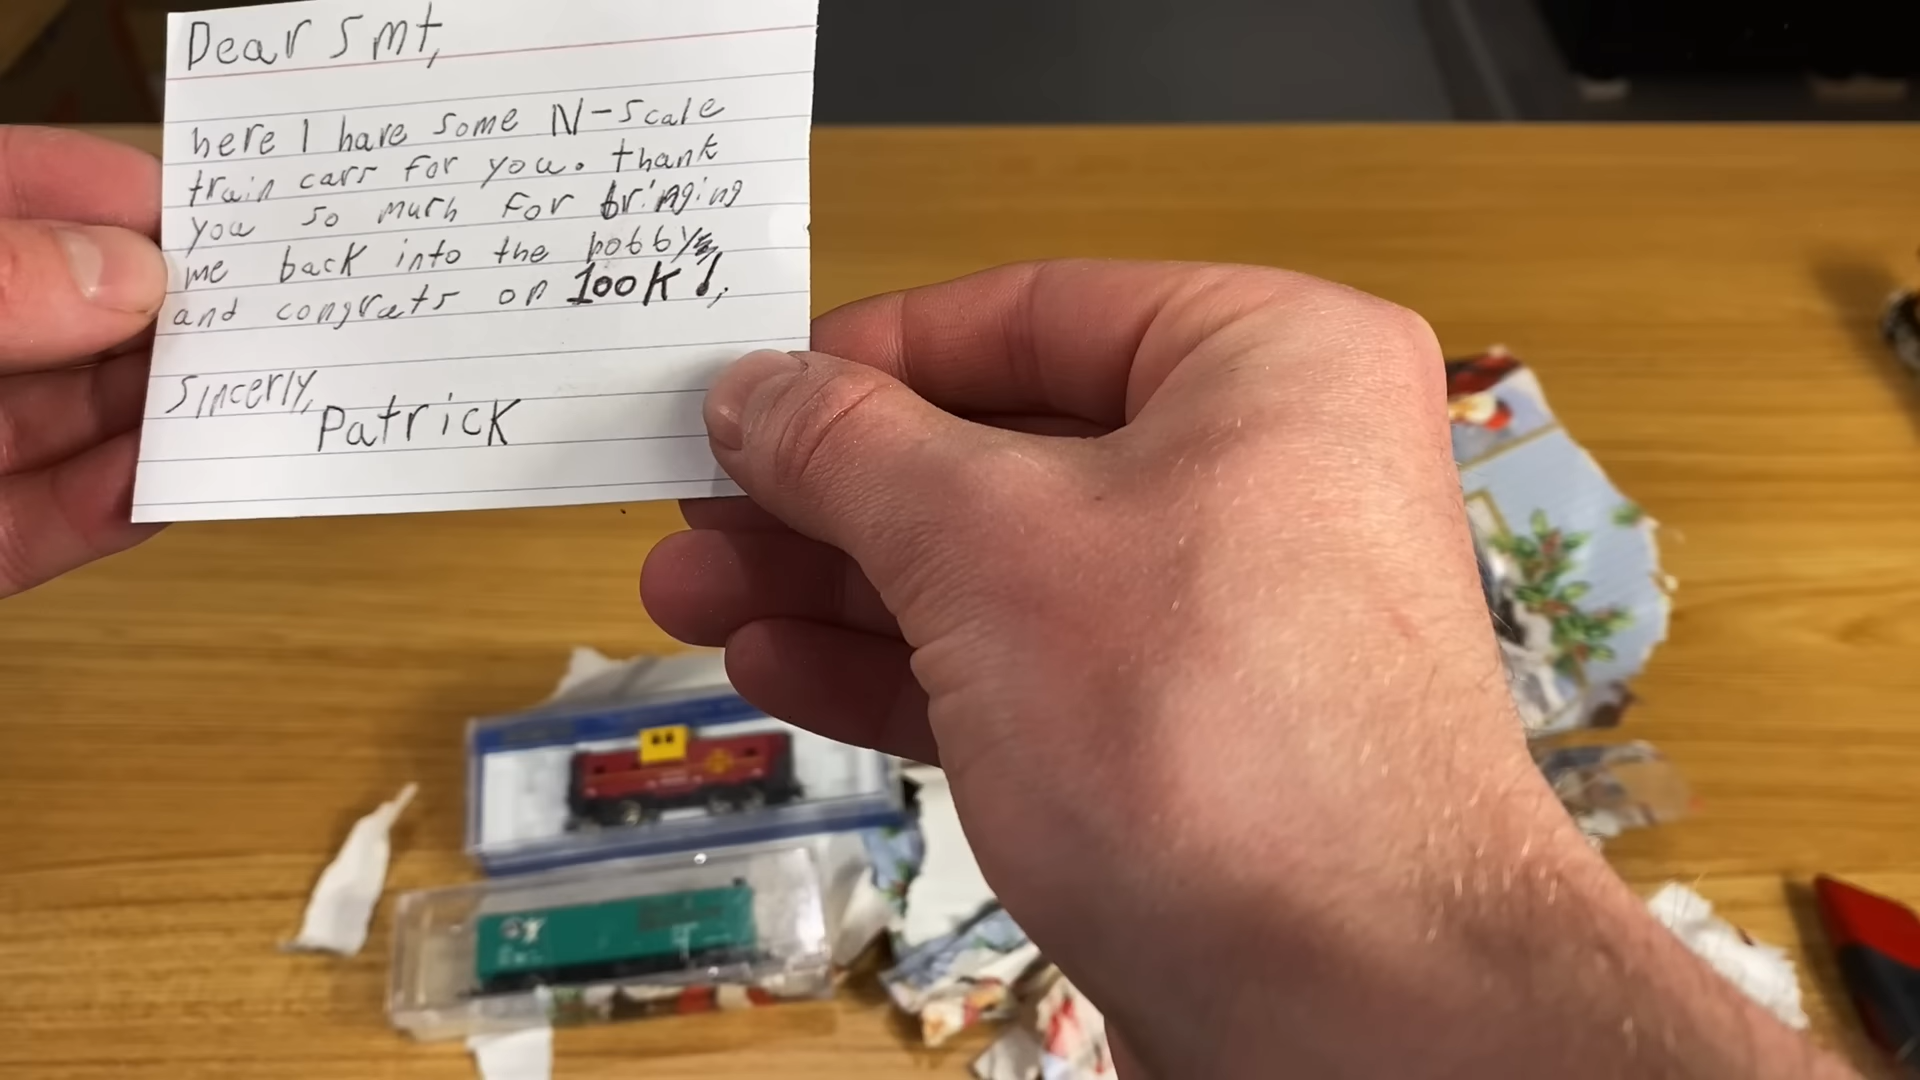 Dear Smt,
here I have some N-Scale
train cars for you. thank
you so much for bringing
me back into the hobby
and congrats on 100K!,
Sincerly,
Patrick